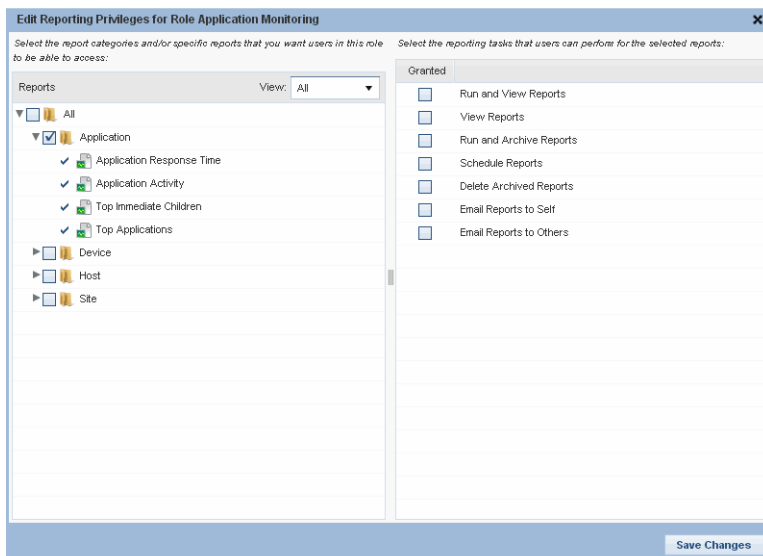 Edit Reporting Privileges for Role Application Monitoring
Select the report categories and/or specific reports that you want users in this role
to be able to access:
Reports View: All
All
Application
Application Response Time
Application Activity
Top Immediate Children
Top Applications
Device
Host
Site
Select the reporting tasks that users can perform for the selected reports:
Granted
Run and View Reports
View Reports
Run and Archive Reports
Schedule Reports
Delete Archived Reports
Email Reports to Self
Email Reports to Others
Save Changes